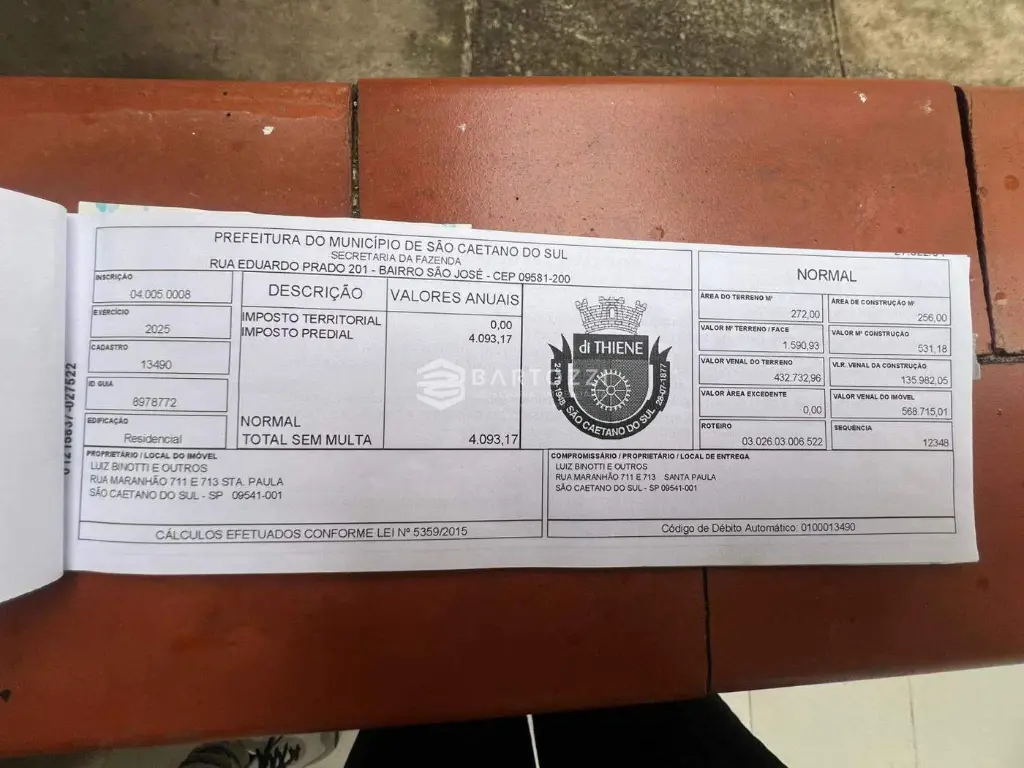 PREFEITURA DO MUNICÍPIO DE SÃO CAETANO DO SUL
SECRETARIA DA FAZENDA
RUA EDUARDO PRADO 201 - BAIRRO SÃO JOSÉ - CEP 09581-200
INSCRIÇÃO
04.005.0008
EXERCÍCIO
2025
CADASTRO
13490
ID GUIA
8978772
EDIFICAÇÃO
Residencial
DESCRIÇÃO
VALORES ANUAIS
IMPOSTO TERRITORIAL 0,00
IMPOSTO PREDIAL 4.093,17
NORMAL
TOTAL SEM MULTA 4.093,17
di THIENE
SÃO CAETANO DO SUL
28-07-1877
BARTOZZI
NORMAL
ÁREA DO TERRENO M²
272,00
ÁREA DE CONSTRUÇÃO M²
256,00
VALOR M² TERRENO / FACE
1.590,93
VALOR M² CONSTRUÇÃO
531,18
VALOR VENAL DO TERRENO
432.732,96
VLR. VENAL DA CONSTRUÇÃO
135.982,05
VALOR ÁREA EXCEDENTE
0,00
VALOR VENAL DO IMÓVEL
568.715,01
ROTEIRO
03.026.03.006.522
SEQUÊNCIA
12348
PROPRIETÁRIO / LOCAL DO IMÓVEL
LUIZ BINOTTI E OUTROS
RUA MARANHÃO 711 E 713 STA. PAULA
SÃO CAETANO DO SUL - SP 09541-001
COMPROMISSÁRIO / PROPRIETÁRIO / LOCAL DE ENTREGA
LUIZ BINOTTI E OUTROS
RUA MARANHÃO 711 E 713 SANTA PAULA
SÃO CAETANO DO SUL - SP 09541-001
CÁLCULOS EFETUADOS CONFORME LEI Nº 5359/2015
Código de Débito Automático: 0100013490